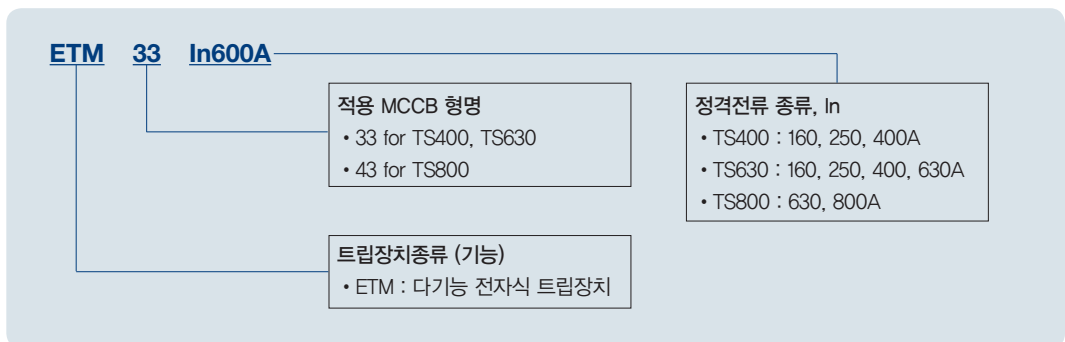 ETM 33 In600A
적용 MCCB 형명
• 33 for TS400, TS630
• 43 for TS800
정격전류 종류, In
• TS400 : 160, 250, 400A
• TS630 : 160, 250, 400, 630A
• TS800 : 630, 800A
트립장치종류 (기능)
• ETM : 다기능 전자식 트립장치